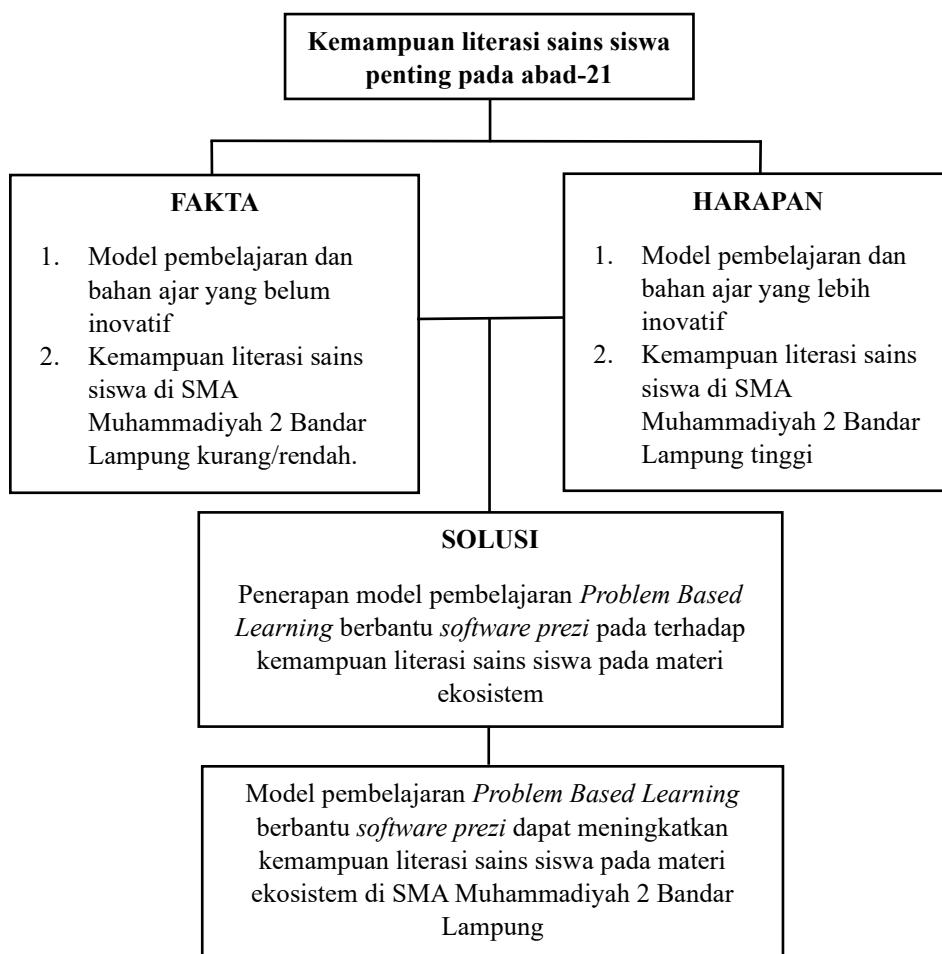 Kemampuan literasi sains siswa
penting pada abad-21
FAKTA
1. Model pembelajaran dan
bahan ajar yang belum
inovatif
2. Kemampuan literasi sains
siswa di SMA
Muhammadiyah 2 Bandar
Lampung kurang/rendah.
HARAPAN
1. Model pembelajaran dan
bahan ajar yang lebih
inovatif
2. Kemampuan literasi sains
siswa di SMA
Muhammadiyah 2 Bandar
Lampung tinggi
SOLUSI
Penerapan model pembelajaran Problem Based
Learning berbantu software prezi pada terhadap
kemampuan literasi sains siswa pada materi
ekosistem
Model pembelajaran Problem Based Learning
berbantu software prezi dapat meningkatkan
kemampuan literasi sains siswa pada materi
ekosistem di SMA Muhammadiyah 2 Bandar
Lampung